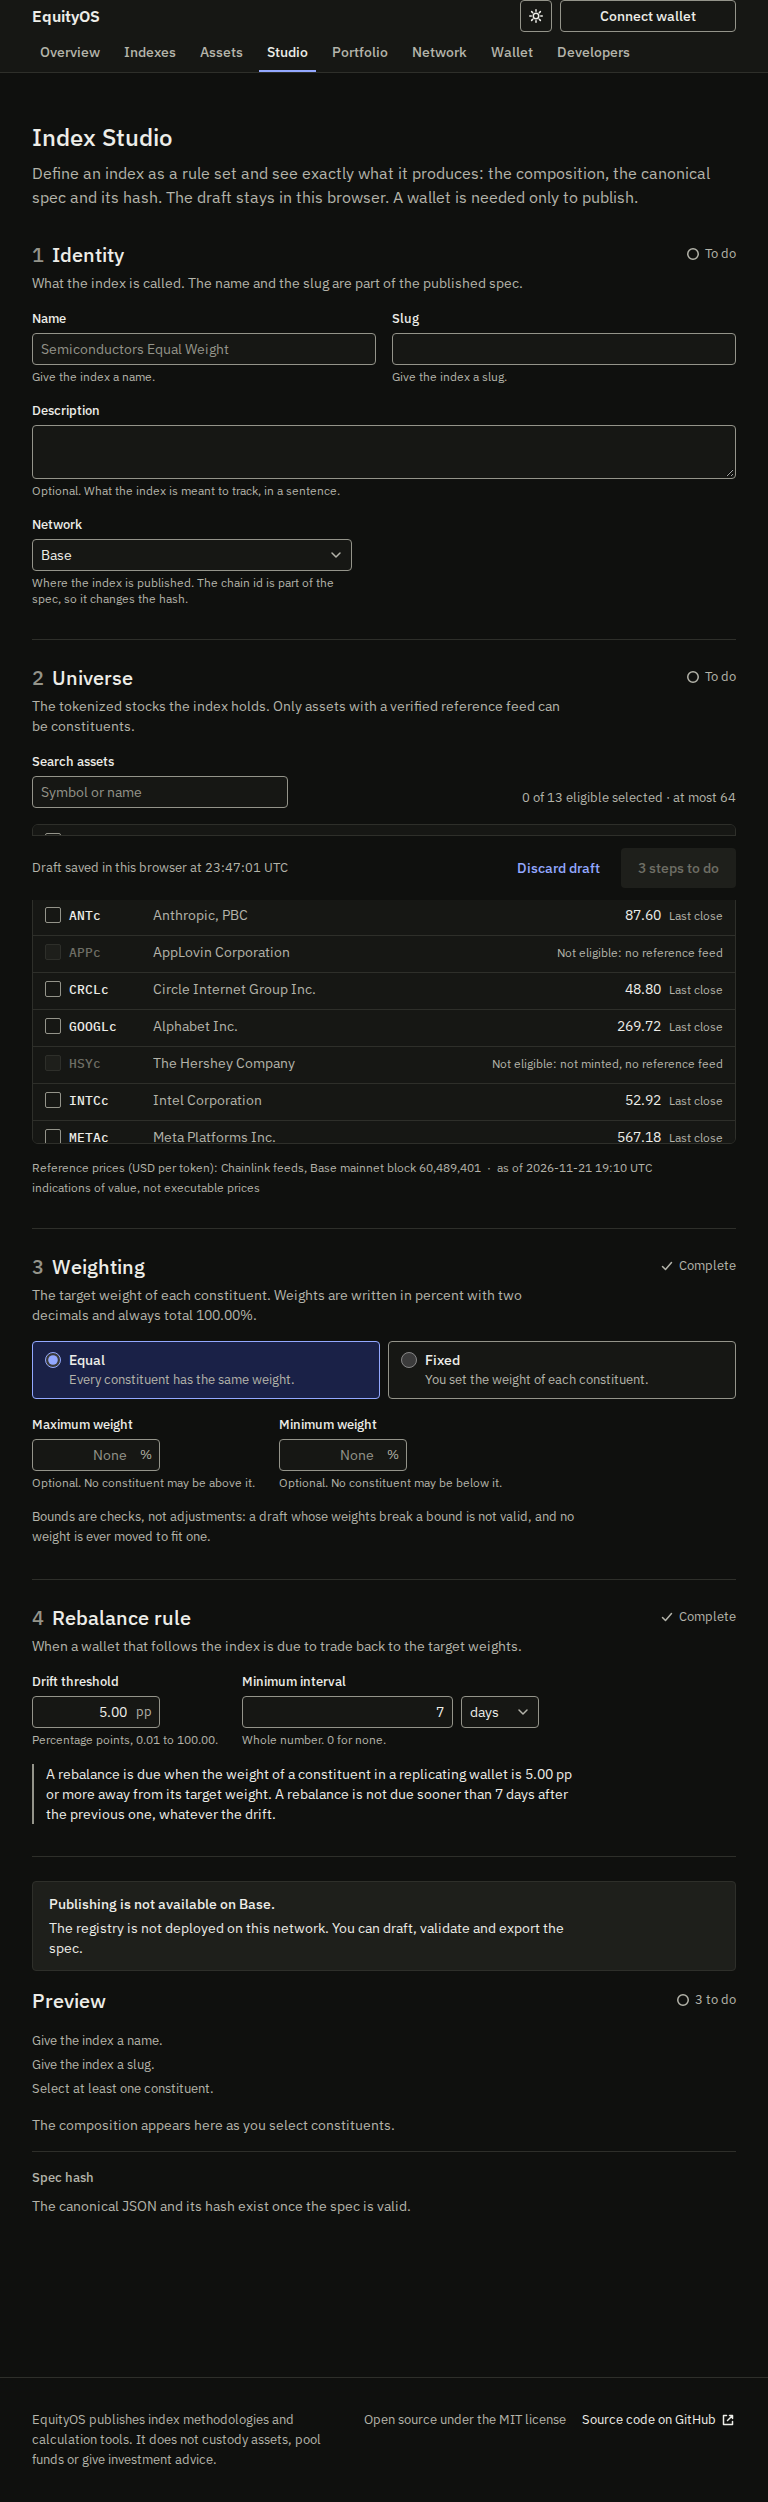 EquityOS
Connect wallet
Overview Indexes Assets Studio Portfolio Network Wallet Developers
Index Studio
Define an index as a rule set and see exactly what it produces: the composition, the canonical
spec and its hash. The draft stays in this browser. A wallet is needed only to publish.
1 Identity
To do
What the index is called. The name and the slug are part of the published spec.
Name Slug
Semiconductors Equal Weight
Give the index a name. Give the index a slug.
Description
Optional. What the index is meant to track, in a sentence.
Network
Base
Where the index is published. The chain id is part of the
spec, so it changes the hash.
2 Universe
To do
The tokenized stocks the index holds. Only assets with a verified reference feed can
be constituents.
Search assets
Symbol or name
0 of 13 eligible selected · at most 64
Draft saved in this browser at 23:47:01 UTC Discard draft 3 steps to do
ANTc Anthropic, PBC 87.60 Last close
APPc AppLovin Corporation Not eligible: no reference feed
CRCLc Circle Internet Group Inc. 48.80 Last close
GOOGLc Alphabet Inc. 269.72 Last close
HSYc The Hershey Company Not eligible: not minted, no reference feed
INTCc Intel Corporation 52.92 Last close
METAc Meta Platforms Inc. 567.18 Last close
Reference prices (USD per token): Chainlink feeds, Base mainnet block 60,489,401 · as of 2026-11-21 19:10 UTC
indications of value, not executable prices
3 Weighting
Complete
The target weight of each constituent. Weights are written in percent with two
decimals and always total 100.00%.
Equal
Every constituent has the same weight.
Fixed
You set the weight of each constituent.
Maximum weight Minimum weight
None % None %
Optional. No constituent may be above it. Optional. No constituent may be below it.
Bounds are checks, not adjustments: a draft whose weights break a bound is not valid, and no
weight is ever moved to fit one.
4 Rebalance rule
Complete
When a wallet that follows the index is due to trade back to the target weights.
Drift threshold Minimum interval
5.00 pp 7 days
Percentage points, 0.01 to 100.00. Whole number. 0 for none.
A rebalance is due when the weight of a constituent in a replicating wallet is 5.00 pp
or more away from its target weight. A rebalance is not due sooner than 7 days after
the previous one, whatever the drift.
Publishing is not available on Base.
The registry is not deployed on this network. You can draft, validate and export the
spec.
Preview
3 to do
Give the index a name.
Give the index a slug.
Select at least one constituent.
The composition appears here as you select constituents.
Spec hash
The canonical JSON and its hash exist once the spec is valid.
EquityOS publishes index methodologies and
calculation tools. It does not custody assets, pool
funds or give investment advice.
Open source under the MIT license Source code on GitHub